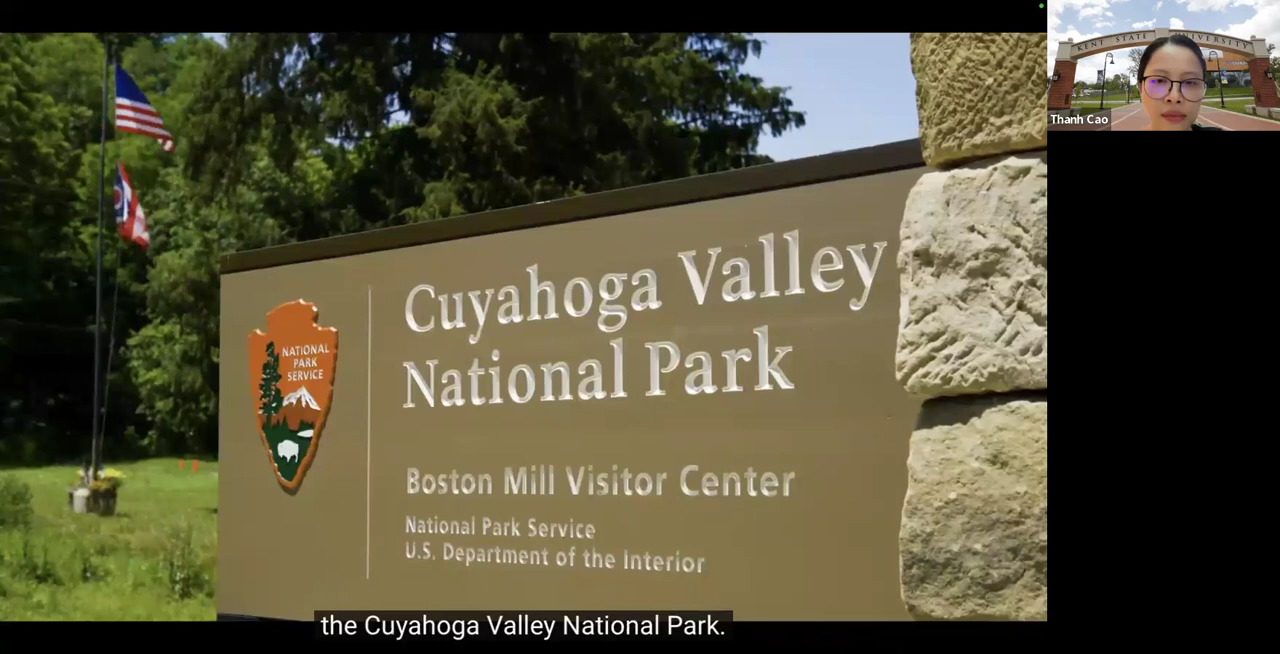 KENT STATE UNIVERSITY
Thanh Cao
Cuyahoga Valley
National Park
NATIONAL
PARK
SERVICE
Boston Mill Visitor Center
National Park Service
U.S. Department of the Interior
the Cuyahoga Valley National Park.